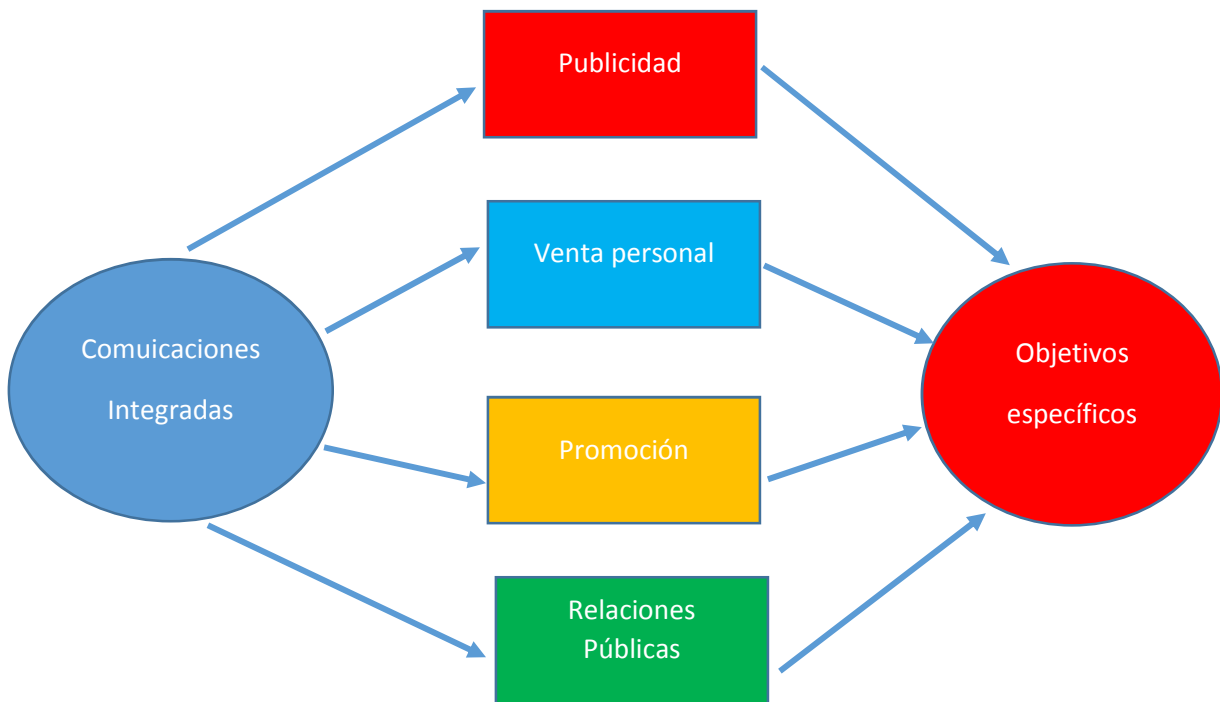 Publicidad
Venta personal
Comuicaciones
Integradas
Objetivos
específicos
Promoción
Relaciones
Públicas